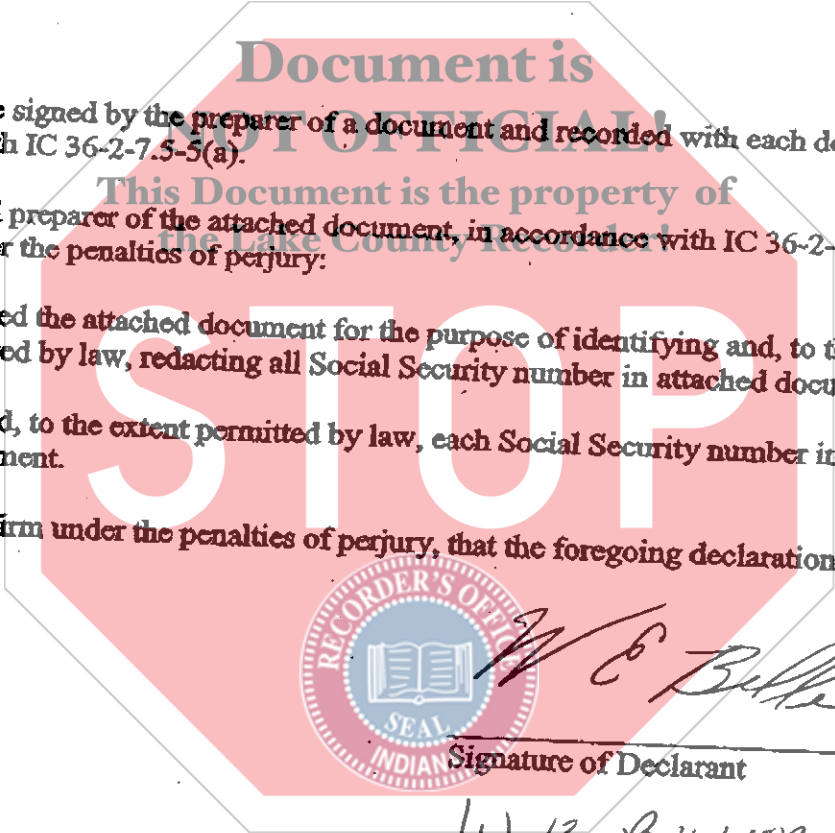 Document is
signed by the preparer of a document and recorded with each
NOT OFFICIAL!
h IC 36-2-7.5-5(a).
This Document is the property of
preparer of the attached document, in accordance with IC 36-2-
the Lake County Recorder!
r the penalties of perjury:
STOP
ed the attached document for the purpose of identifying and, to
ed by law, redacting all Social Security number in attached docu
d, to the extent permitted by law, each Social Security number in
ment.
irm under the penalties of perjury, that the foregoing declaration
RECORDER'S OFFICE
SEAL
INDIANA
W E
Signature of Declarant